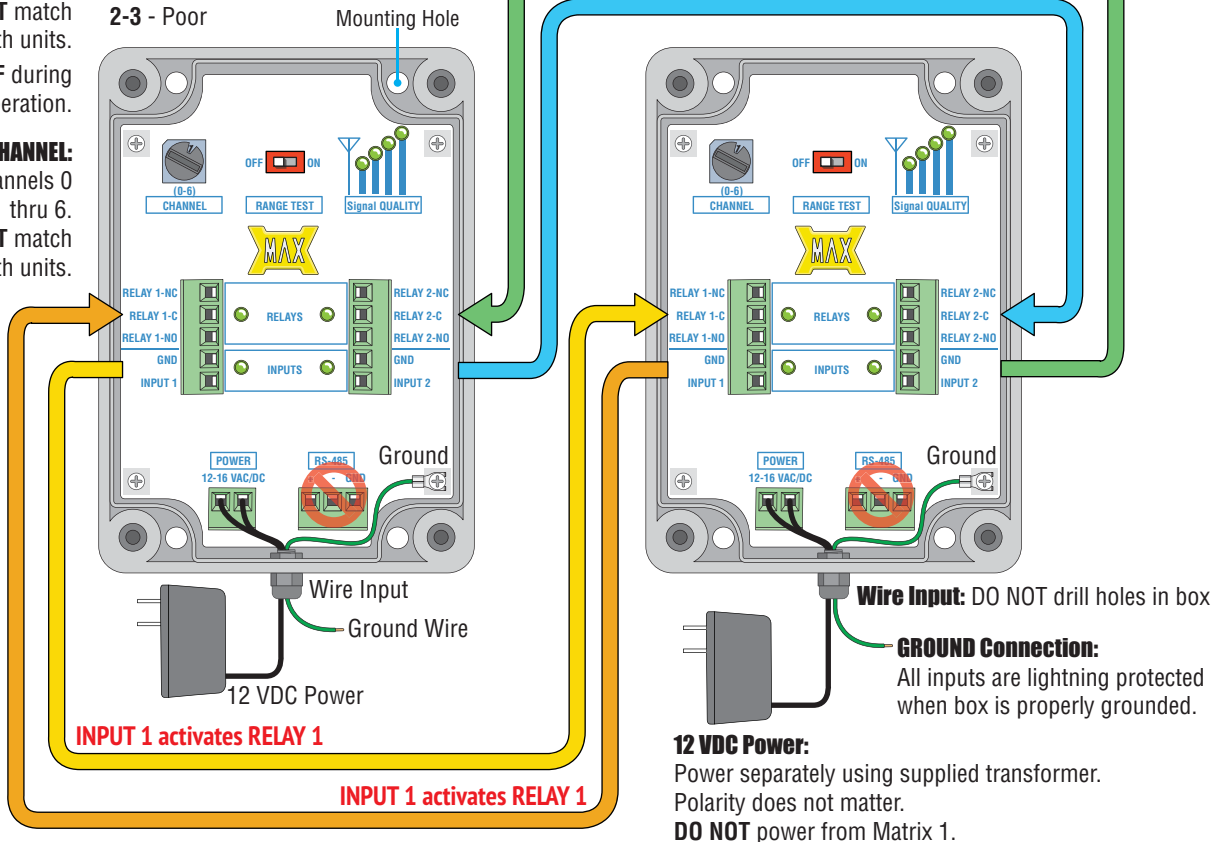 T match
th units.
F during
eration.
HANNEL:
annels 0
thru 6.
T match
th units.
2-3 - Poor
Mounting Hole
OFF ON
(0-6)
CHANNEL
RANGE TEST
Signal QUALITY
MAX
RELAY 1-NC
RELAY 1-C
RELAY 1-NO
GND
INPUT 1
RELAYS
INPUTS
RELAY 2-NC
RELAY 2-C
RELAY 2-NO
GND
INPUT 2
POWER
12-16 VAC/DC
RS-485
+ - GND
Ground
Wire Input
Ground Wire
12 VDC Power
OFF ON
(0-6)
CHANNEL
RANGE TEST
Signal QUALITY
MAX
RELAY 1-NC
RELAY 1-C
RELAY 1-NO
GND
INPUT 1
RELAYS
INPUTS
RELAY 2-NC
RELAY 2-C
RELAY 2-NO
GND
INPUT 2
POWER
12-16 VAC/DC
RS-485
+ - GND
Ground
Wire Input: DO NOT drill holes in box
GROUND Connection:
All inputs are lightning protected
when box is properly grounded.
INPUT 1 activates RELAY 1
INPUT 1 activates RELAY 1
12 VDC Power:
Power separately using supplied transformer.
Polarity does not matter.
DO NOT power from Matrix 1.